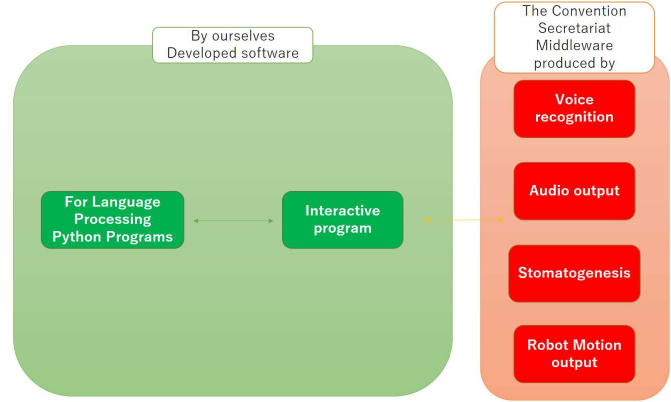 By ourselves
Developed software
The Convention
Secretariat
Middleware
produced by
Voice
recognition
For Language
Processing
Python Programs
Interactive
program
Audio output
Stomatogenesis
Robot Motion
output